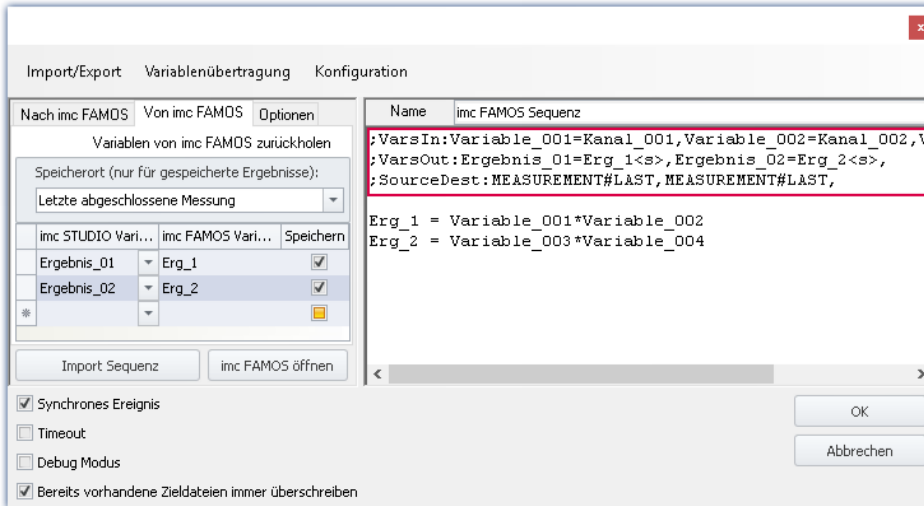 x
Import/Export Variablenübertragung Konfiguration
Nach imc FAMOS Von imc FAMOS Optionen
Variablen von imc FAMOS zurückholen
Speicherort (nur für gespeicherte Ergebnisse):
Letzte abgeschlossene Messung
imc STUDIO Vari... imc FAMOS Vari... Speichern
Ergebnis_01 Erg_1
Ergebnis_02 Erg_2
Import Sequenz imc FAMOS öffnen
Name imc FAMOS Sequenz
;VarsIn:Variable_001=Kanal_001,Variable_002=Kanal_002,V
;VarsOut:Ergebnis_01=Erg_1<s>,Ergebnis_02=Erg_2<s>,
;SourceDest:MEASUREMENT#LAST,MEASUREMENT#LAST,
Erg_1 = Variable_001*Variable_002
Erg_2 = Variable_003*Variable_004
Synchrones Ereignis
Timeout
Debug Modus
Bereits vorhandene Zieldateien immer überschreiben
OK
Abbrechen